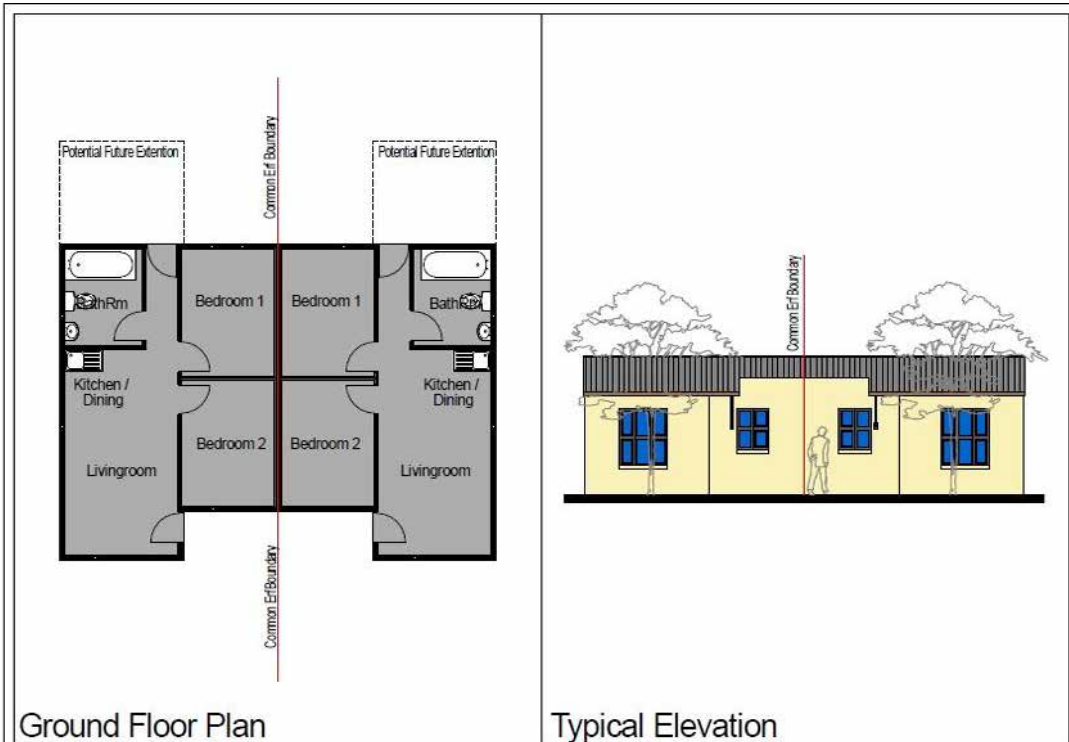 Potential Future Extention
Common Erf Boundary
Potential Future Extention
BathRm
Bedroom 1
Bedroom 1
BathRm
Kitchen /
Dining
Kitchen /
Dining
Bedroom 2
Bedroom 2
Livingroom
Livingroom
Common Erf Boundary
Ground Floor Plan
Common Erf Boundary
Typical Elevation